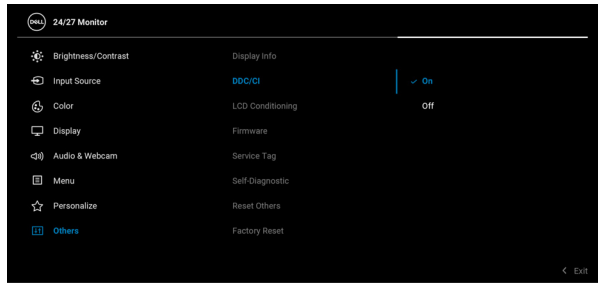 DELL 24/27 Monitor
Brightness/Contrast Display Info
Input Source DDC/CI On
Color LCD Conditioning Off
Display Firmware
Audio & Webcam Service Tag
Menu Self-Diagnostic
Personalize Reset Others
Others Factory Reset
Exit